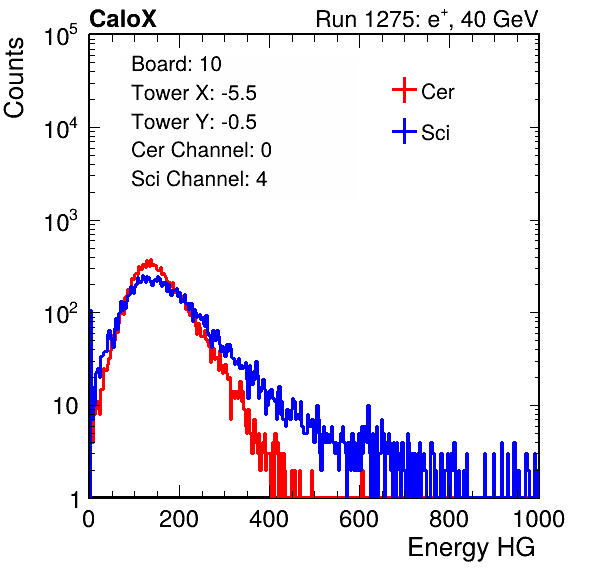 CaloX Run 1275: e⁺, 40 GeV
Counts
Board: 10
Tower X: -5.5
Tower Y: -0.5
Cer Channel: 0
Sci Channel: 4
Cer
Sci
10⁵
10⁴
10³
10²
10
1
0 200 400 600 800 1000
Energy HG